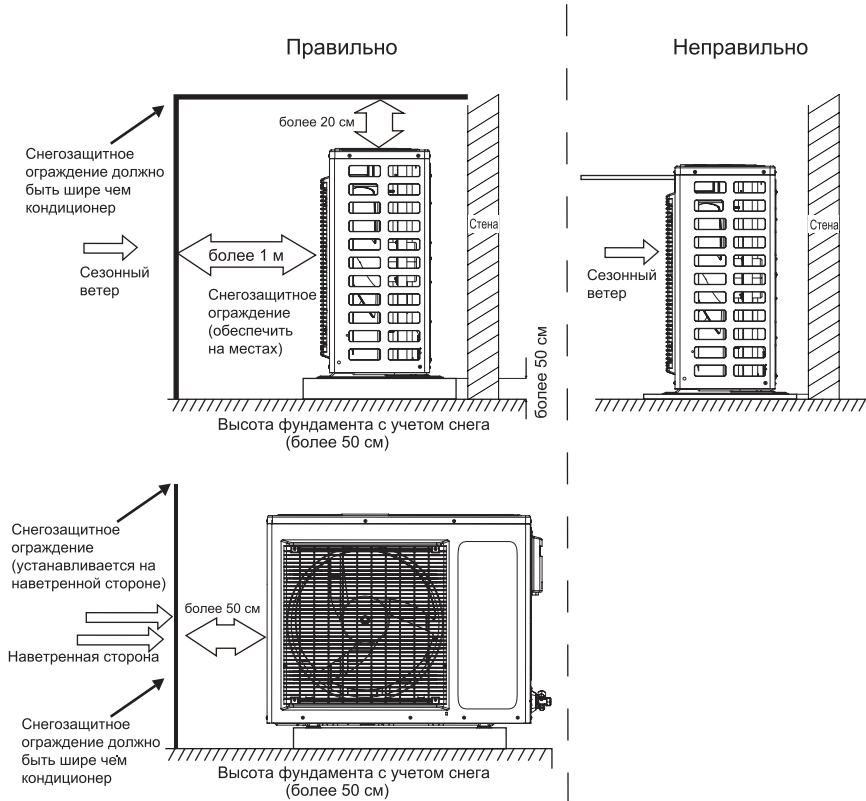 Правильно
Неправильно
более 20 см
Снегозащитное
ограждение должно
быть шире чем
кондиционер
Стена
Стена
более 1 м
Сезонный
ветер
Снегозащитное
ограждение
(обеспечить
на местах)
Сезонный
ветер
более 50 см
Высота фундамента с учетом снега
(более 50 см)
Снегозащитное
ограждение
(устанавливается на
наветренной стороне)
более 50 см
Наветренная сторона
Снегозащитное
ограждение должно
быть шире чем
кондиционер
Высота фундамента с учетом снега
(более 50 см)